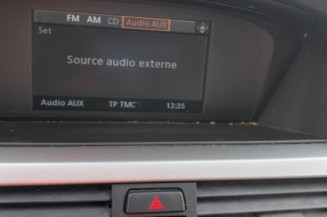 FM AM CD Audio AUX
Set
Source audio externe
Audio AUX TP TMC 13:35